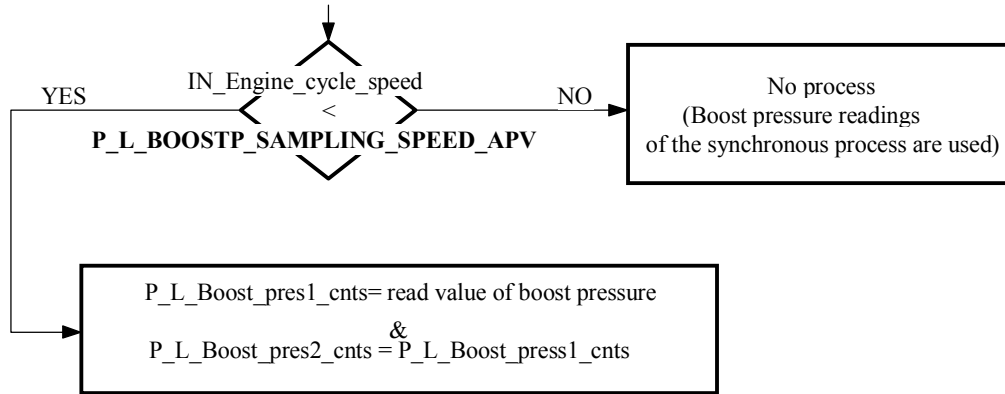 IN_Engine_cycle_speed
<
P_L_BOOSTP_SAMPLING_SPEED_APV
YES
NO
No process
(Boost pressure readings
of the synchronous process are used)
P_L_Boost_pres1_cnts= read value of boost pressure
&
P_L_Boost_pres2_cnts = P_L_Boost_press1_cnts